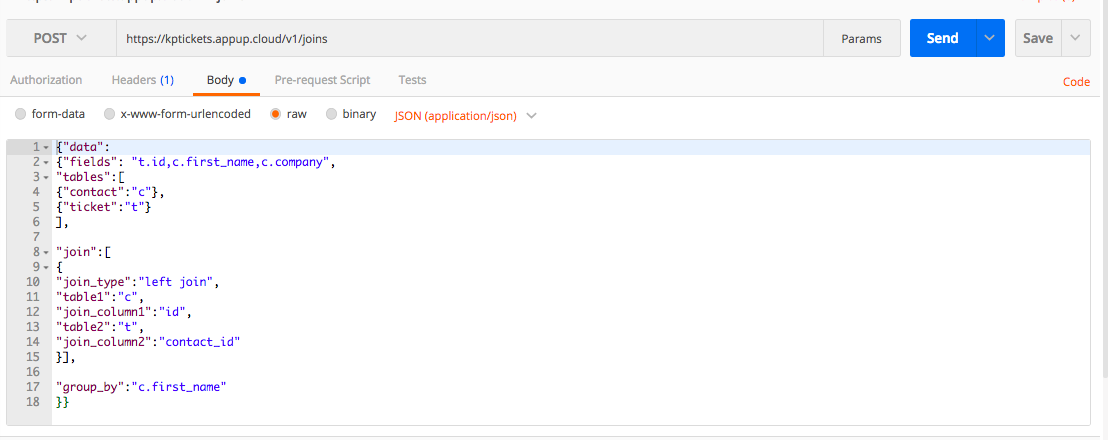 POST https://kptickets.appup.cloud/v1/joins Params Send Save
Authorization Headers (1) Body Pre-request Script Tests Code
form-data x-www-form-urlencoded raw binary JSON (application/json)
1 {"data":
2 {"fields": "t.id,c.first_name,c.company",
3 "tables":[
4 {"contact":"c"},
5 {"ticket":"t"}
6 ],
7
8 "join":[
9 {
10 "join_type":"left join",
11 "table1":"c",
12 "join_column1":"id",
13 "table2":"t",
14 "join_column2":"contact_id"
15 }],
16
17 "group_by":"c.first_name"
18 }}